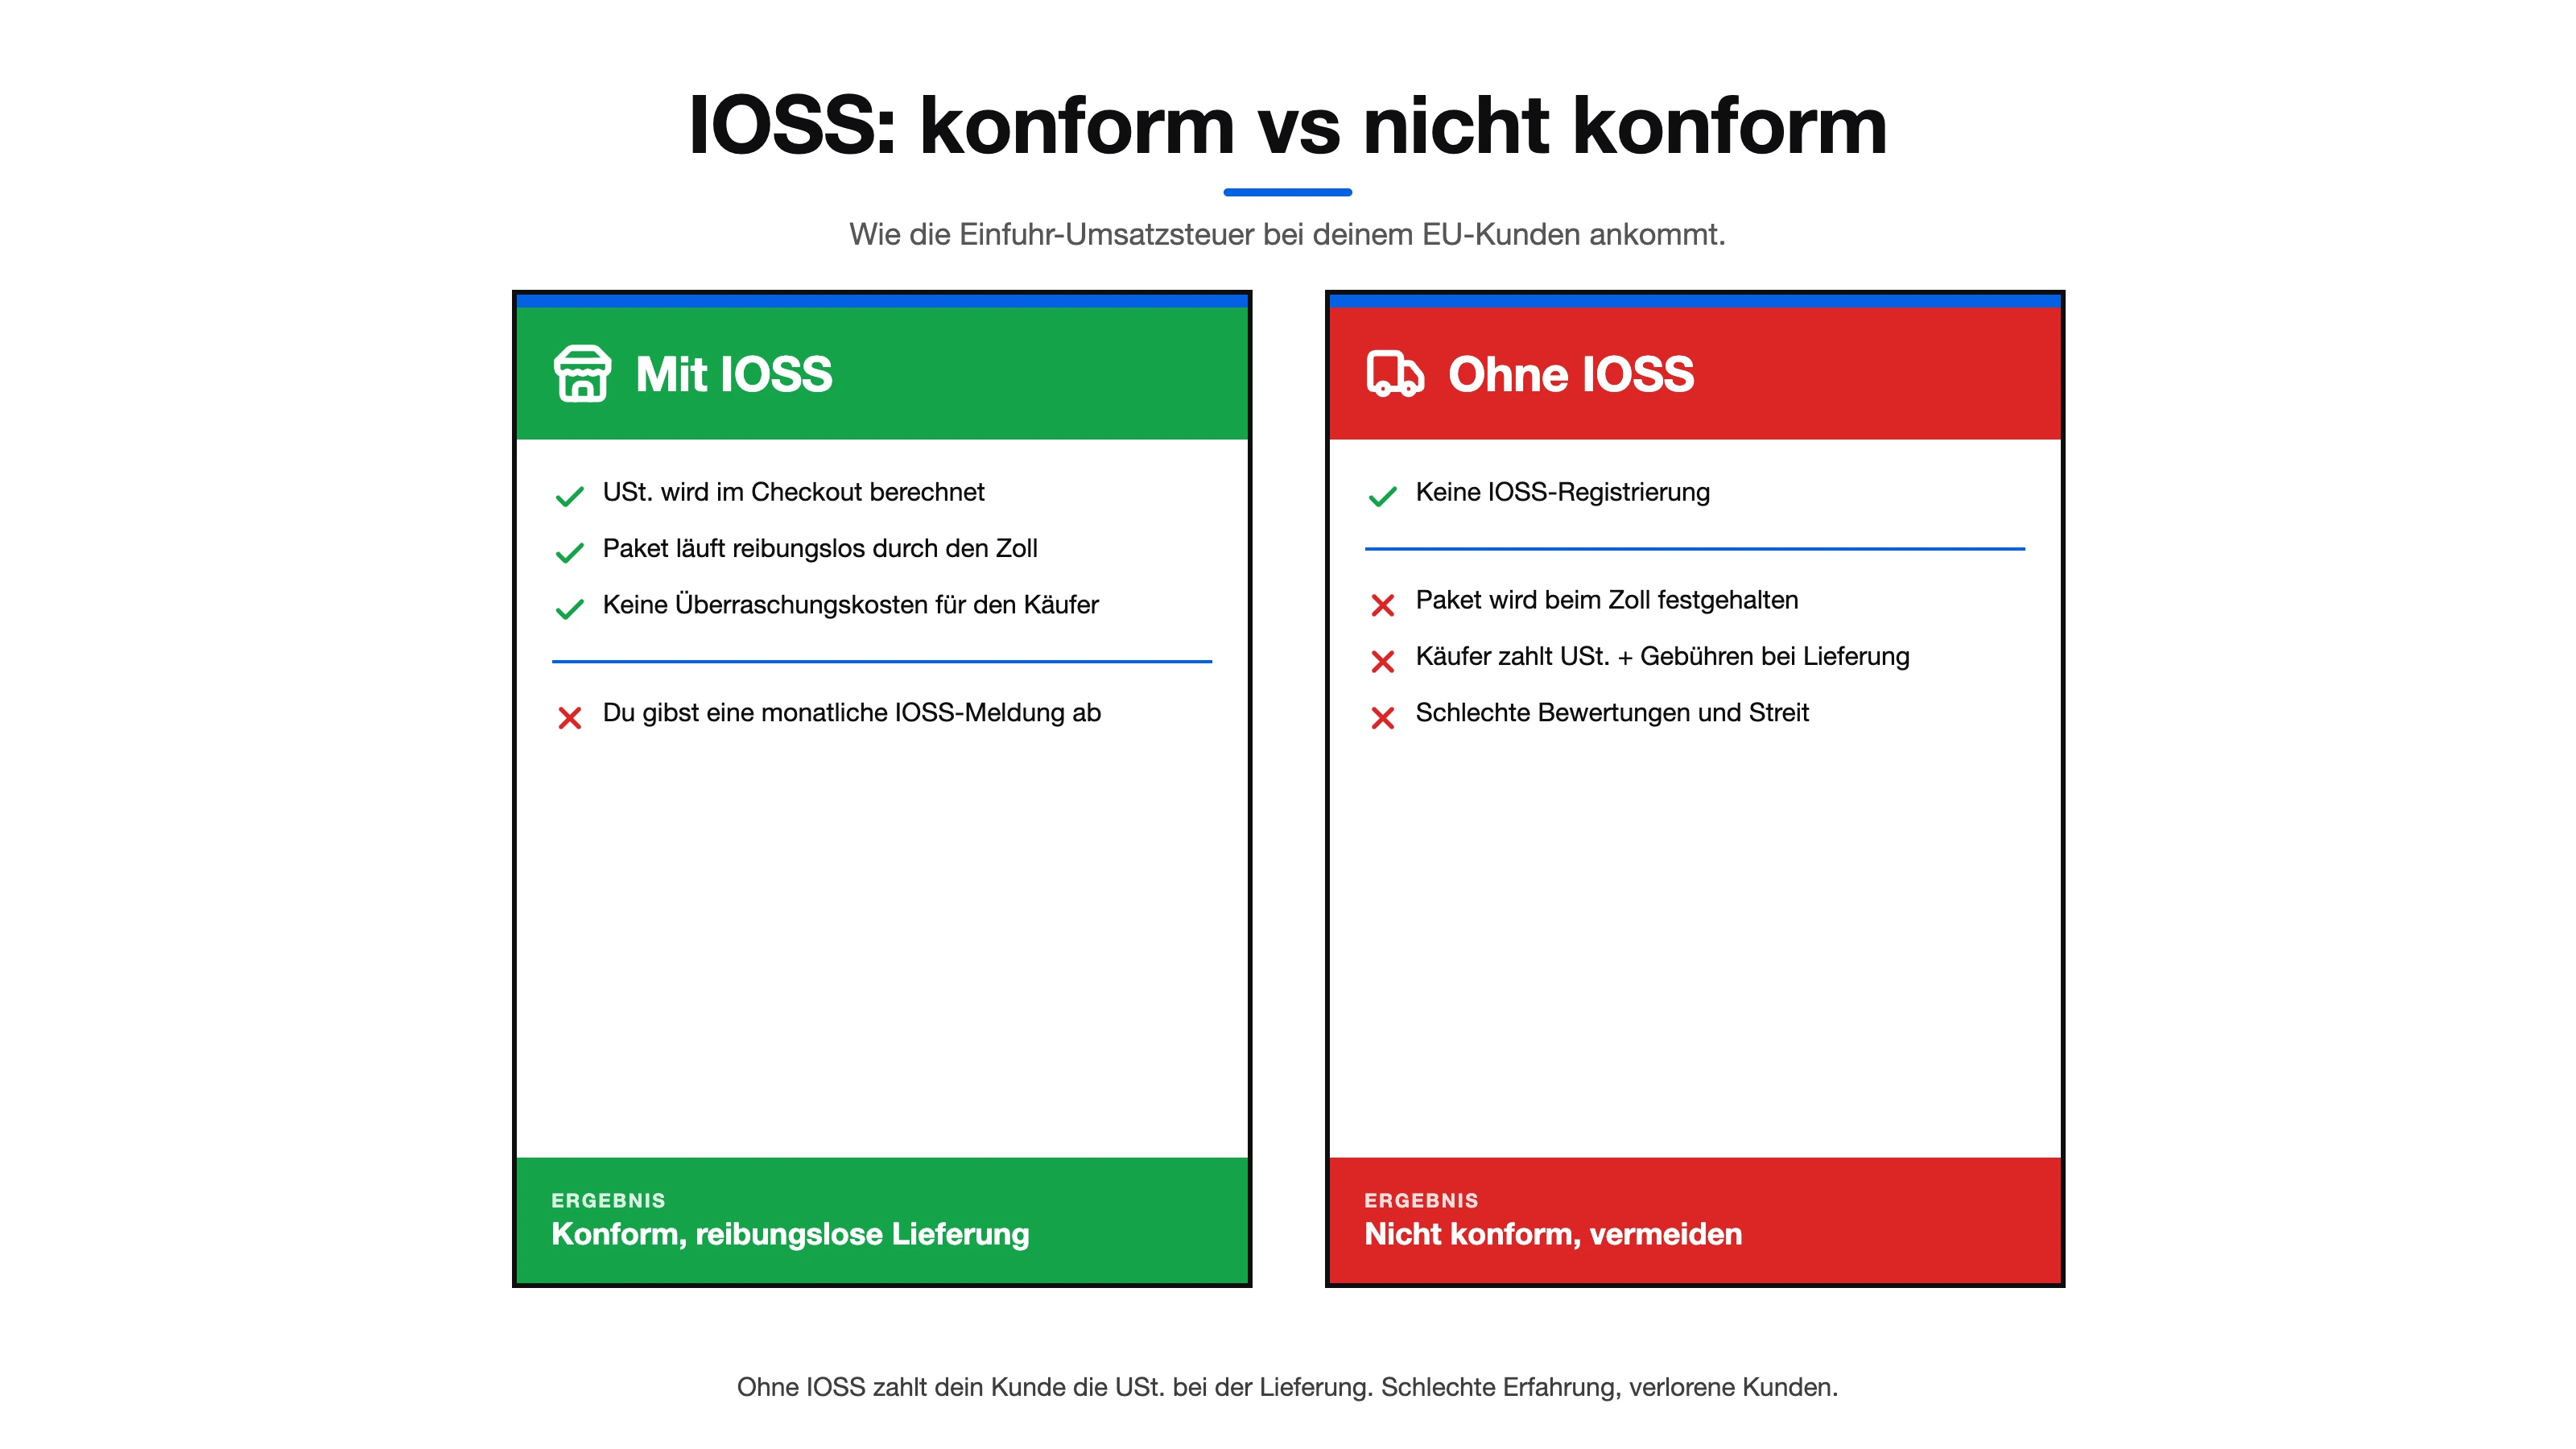 IOSS: konform vs nicht konform
Wie die Einfuhr-Umsatzsteuer bei deinem EU-Kunden ankommt.
Mit IOSS
USt. wird im Checkout berechnet
Paket läuft reibungslos durch den Zoll
Keine Überraschungskosten für den Käufer
Du gibst eine monatliche IOSS-Meldung ab
ERGEBNIS
Konform, reibungslose Lieferung
Ohne IOSS
Keine IOSS-Registrierung
Paket wird beim Zoll festgehalten
Käufer zahlt USt. + Gebühren bei Lieferung
Schlechte Bewertungen und Streit
ERGEBNIS
Nicht konform, vermeiden
Ohne IOSS zahlt dein Kunde die USt. bei der Lieferung. Schlechte Erfahrung, verlorene Kunden.